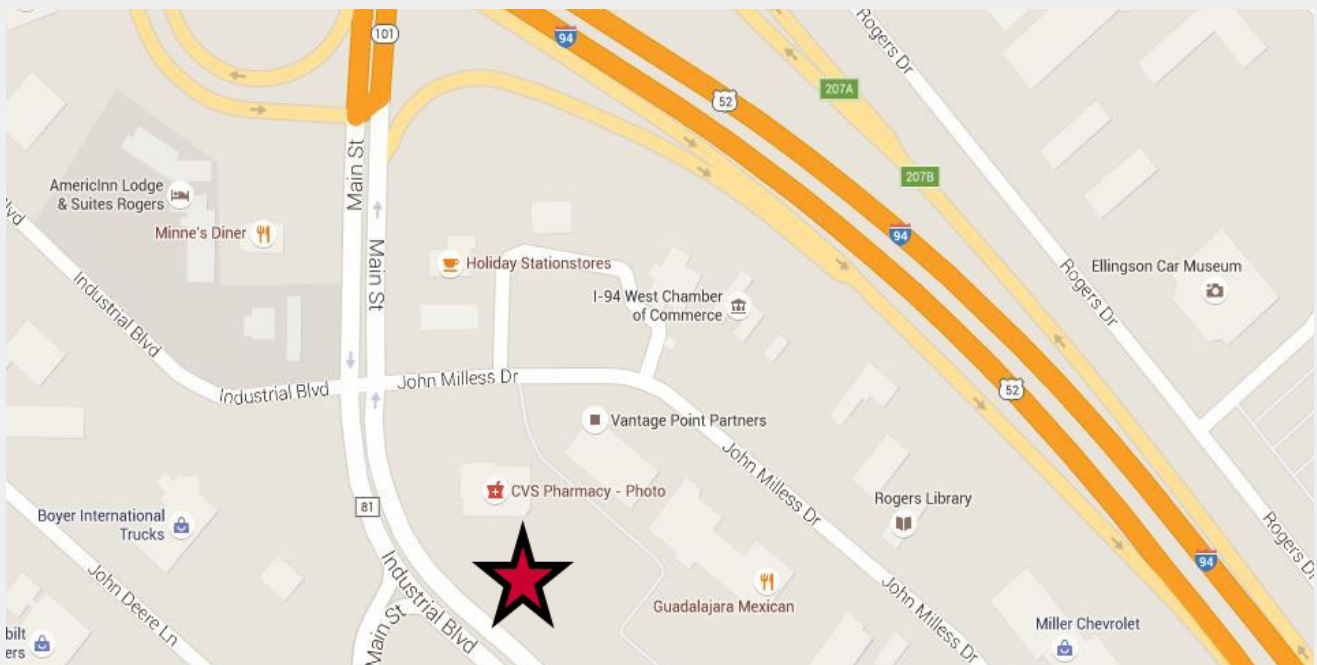 101
94
52
207A
Rogers Dr
207B
Main St
AmericInn Lodge
& Suites Rogers
Minne's Diner
Main St
Holiday Stationstores
94
Ellingson Car Museum
Rogers Dr
I-94 West Chamber
of Commerce
Industrial Blvd
Industrial Blvd
John Milless Dr
52
Vantage Point Partners
John Milless Dr
CVS Pharmacy - Photo
81
Rogers Library
Boyer International
Trucks
Rogers Dr
94
Industrial Blvd
John Deere Ln
Guadalajara Mexican
John Milless Dr
Main St
Miller Chevrolet